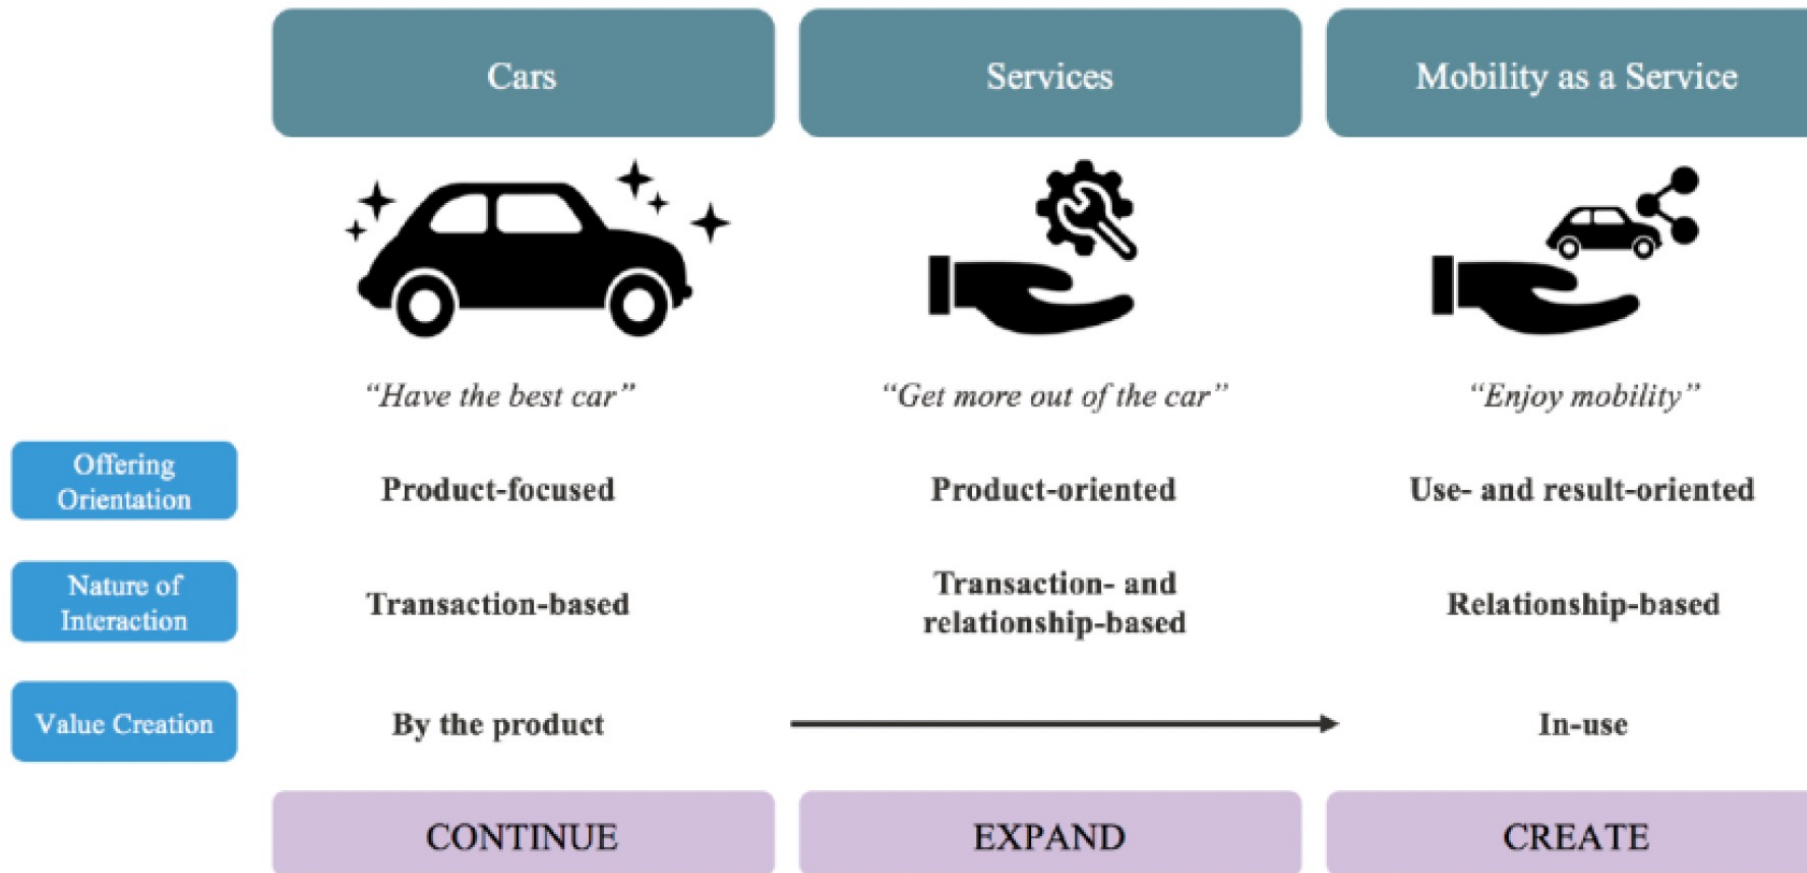 Cars
Services
Mobility as a Service
“Have the best car”
“Get more out of the car”
“Enjoy mobility”
Offering
Orientation
Product-focused
Product-oriented
Use- and result-oriented
Nature of
Interaction
Transaction-based
Transaction- and
relationship-based
Relationship-based
Value Creation
By the product
In-use
CONTINUE
EXPAND
CREATE